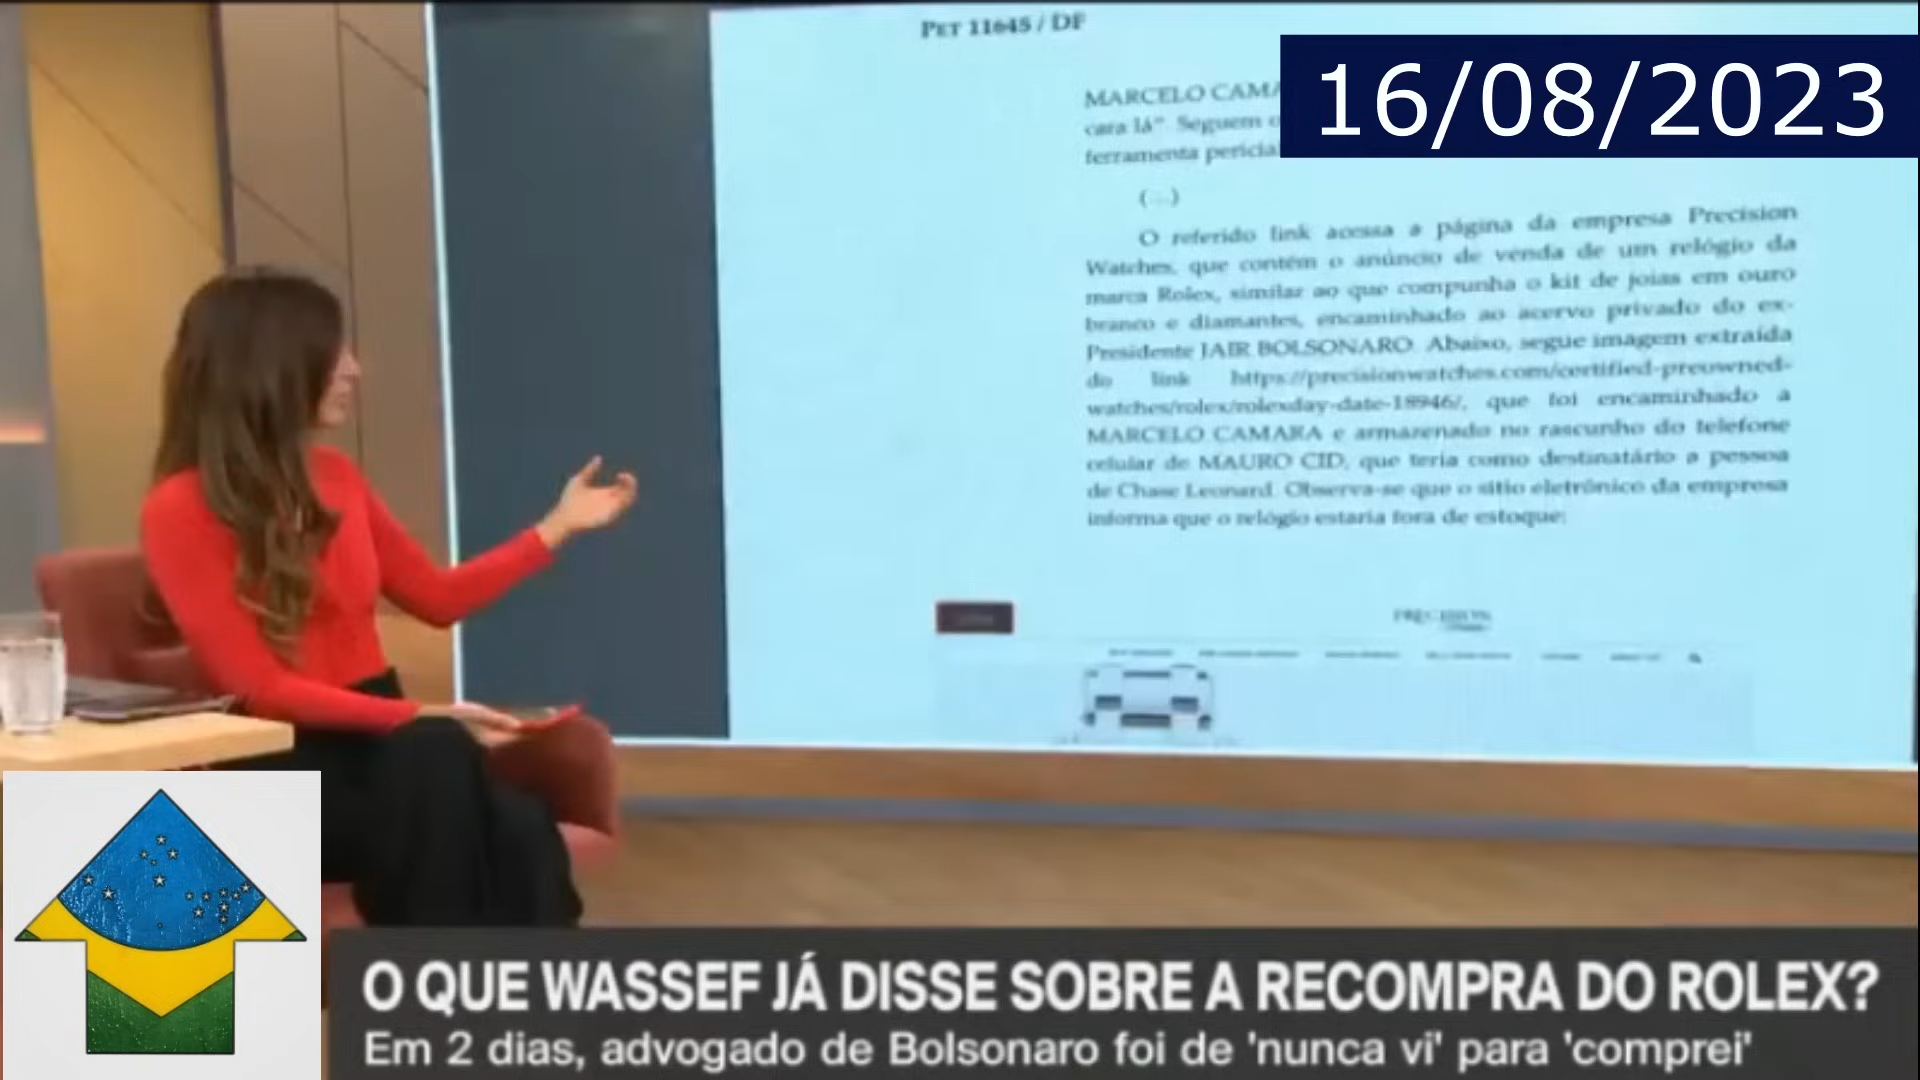 PET 11645 / DF
16/08/2023
MARCELO CAMA
cara lá". Seguem o
ferramenta pericial
(...)
O referido link acessa a página da empresa Precision
Watches, que contém o anúncio de venda de um relógio da
marca Rolex, similar ao que compunha o kit de joias em ouro
branco e diamantes, encaminhado ao acervo privado do ex-
Presidente JAIR BOLSONARO. Abaixo, segue imagem extraída
do link https://precisionwatches.com/certified-preowned-
watches/rolex/rolexday-date-18946/, que foi encaminhado a
MARCELO CAMARA e armazenado no rascunho do telefone
celular de MAURO CID, que teria como destinatário a pessoa
de Chase Leonard. Observa-se que o sítio eletrônico da empresa
informa que o relógio estaria fora de estoque:
PRECISION
O QUE WASSEF JÁ DISSE SOBRE A RECOMPRA DO ROLEX?
Em 2 dias, advogado de Bolsonaro foi de 'nunca vi' para 'comprei'